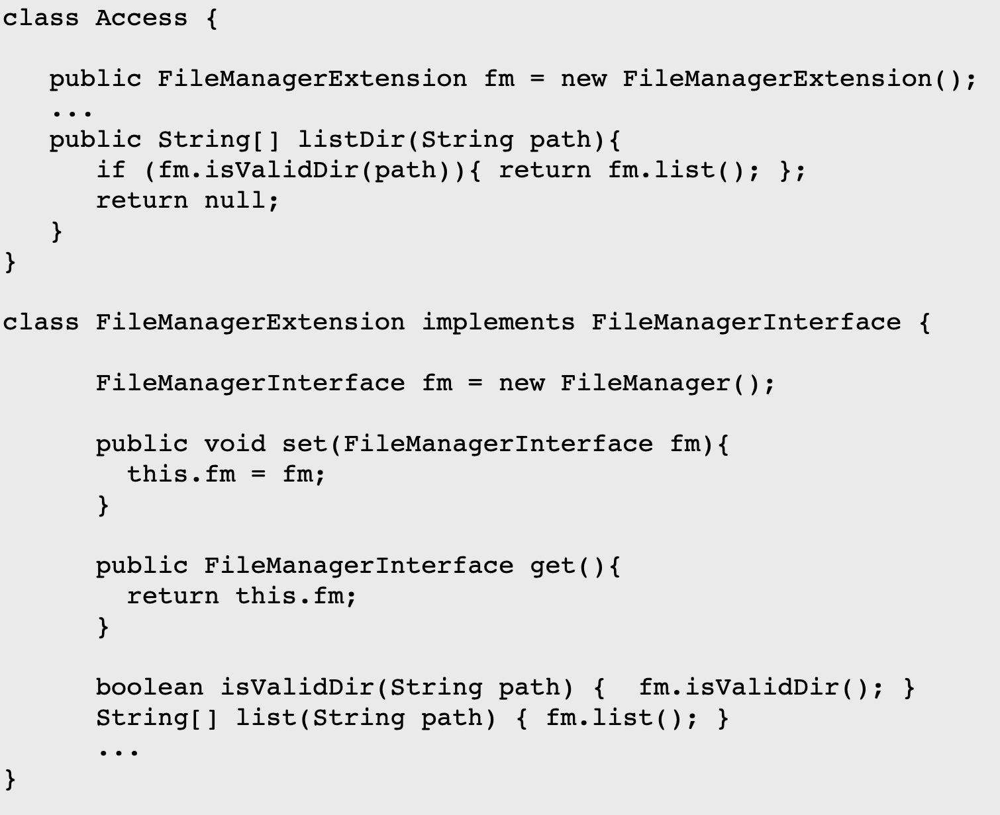 class Access {
public FileManagerExtension fm = new FileManagerExtension();
...
public String[] listDir(String path){
if (fm.isValidDir(path)){ return fm.list(); };
return null;
}
}
class FileManagerExtension implements FileManagerInterface {
FileManagerInterface fm = new FileManager();
public void set(FileManagerInterface fm){
this.fm = fm;
}
public FileManagerInterface get(){
return this.fm;
}
boolean isValidDir(String path) {  fm.isValidDir(); }
String[] list(String path) { fm.list(); }
...
}